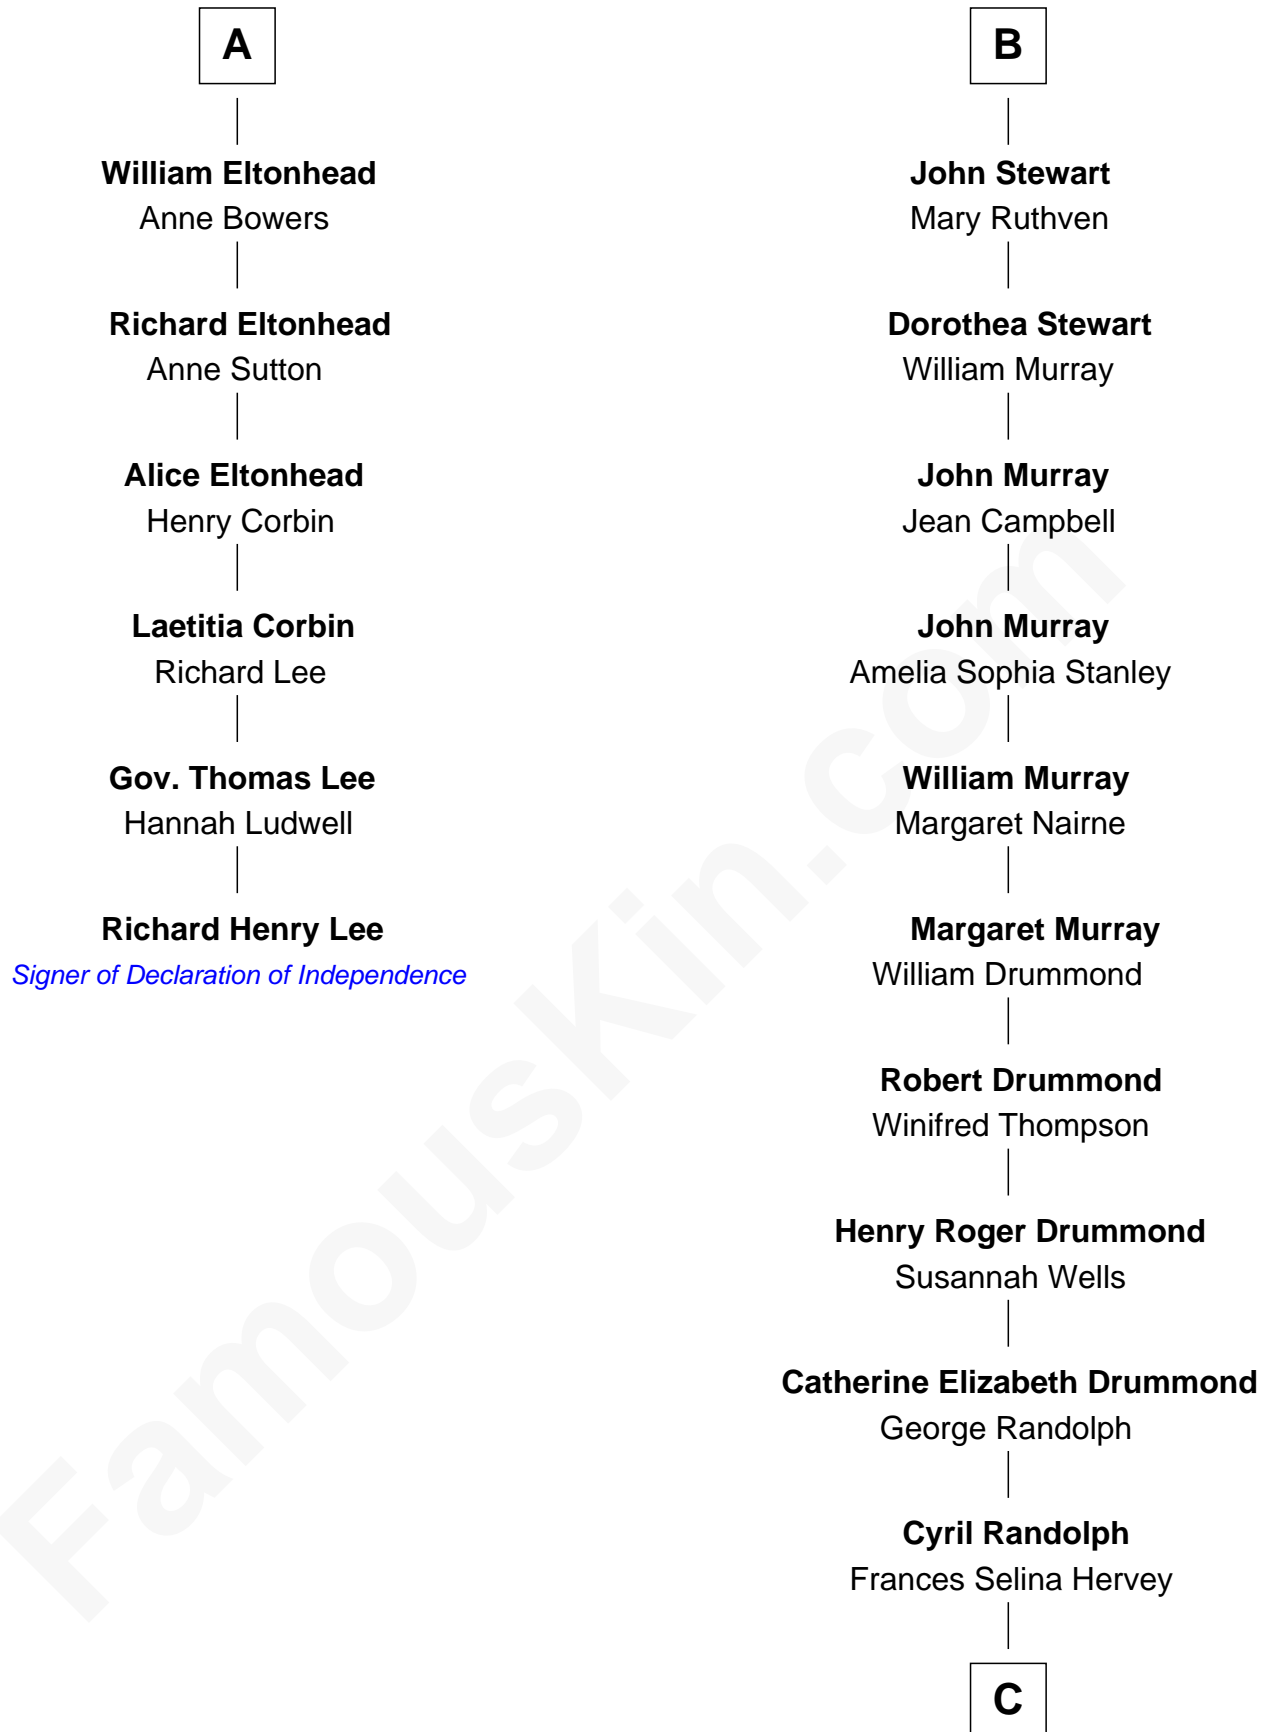 A
William Eltonhead
Anne Bowers
Richard Eltonhead
Anne Sutton
Alice Eltonhead
Henry Corbin
Laetitia Corbin
Richard Lee
Gov. Thomas Lee
Hannah Ludwell
Richard Henry Lee
Signer of Declaration of Independence
B
John Stewart
Mary Ruthven
Dorothea Stewart
William Murray
John Murray
Jean Campbell
John Murray
Amelia Sophia Stanley
William Murray
Margaret Nairne
Margaret Murray
William Drummond
Robert Drummond
Winifred Thompson
Henry Roger Drummond
Susannah Wells
Catherine Elizabeth Drummond
George Randolph
Cyril Randolph
Frances Selina Hervey
C
FamousKin.com